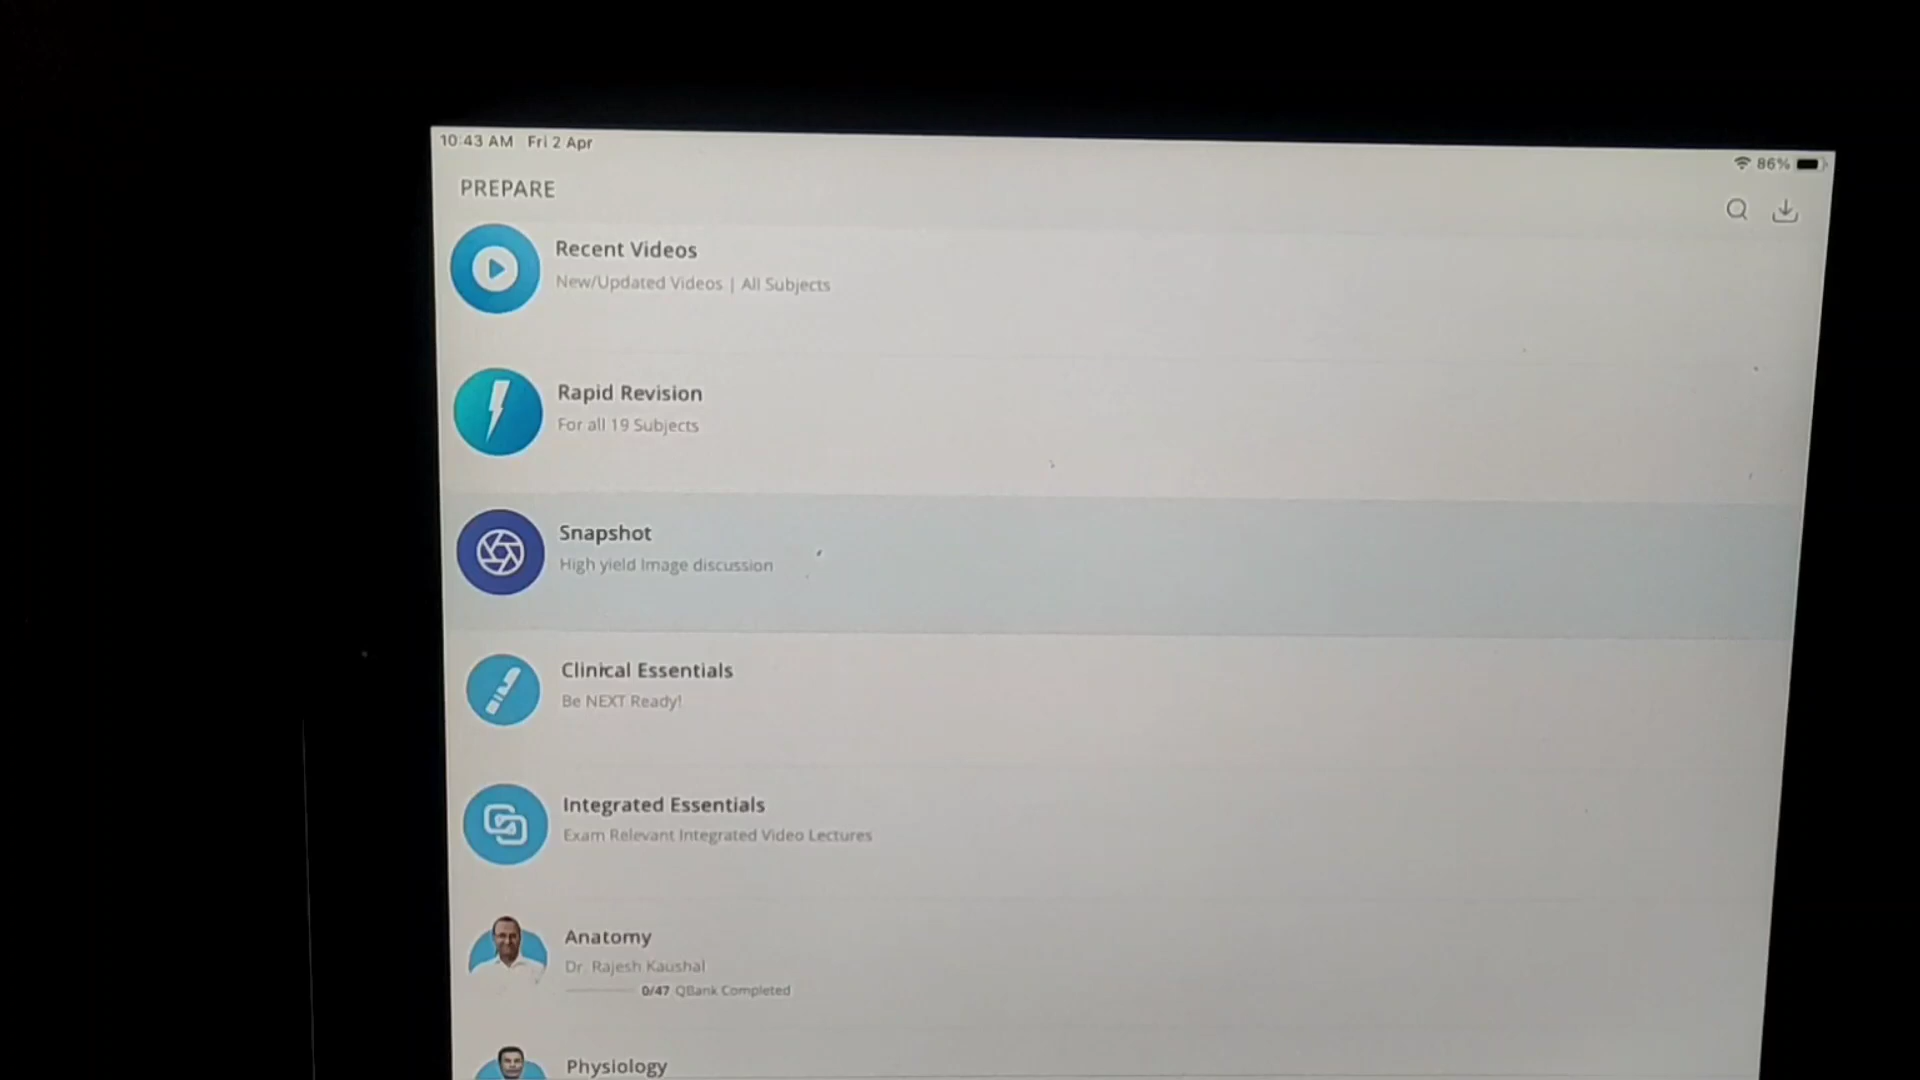 10:43 AM Fri 2 Apr
86%
PREPARE
Recent Videos
New/Updated Videos | All Subjects
Rapid Revision
For all 19 Subjects
Snapshot
High yield Image discussion
Clinical Essentials
Be NEXT Ready!
Integrated Essentials
Exam Relevant Integrated Video Lectures
Anatomy
Dr. Rajesh Kaushal
0/47 QBank Completed
Physiology